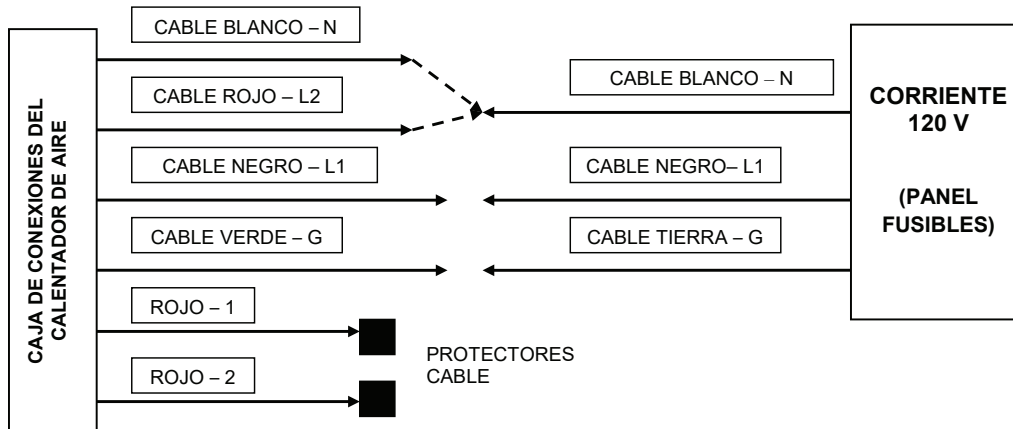 CAJA DE CONEXIONES DEL
CALENTADOR DE AIRE
CABLE BLANCO – N
CABLE ROJO – L2
CABLE NEGRO – L1
CABLE VERDE – G
ROJO – 1
ROJO – 2
PROTECTORES
CABLE
CABLE BLANCO – N
CABLE NEGRO– L1
CABLE TIERRA – G
CORRIENTE
120 V
(PANEL
FUSIBLES)